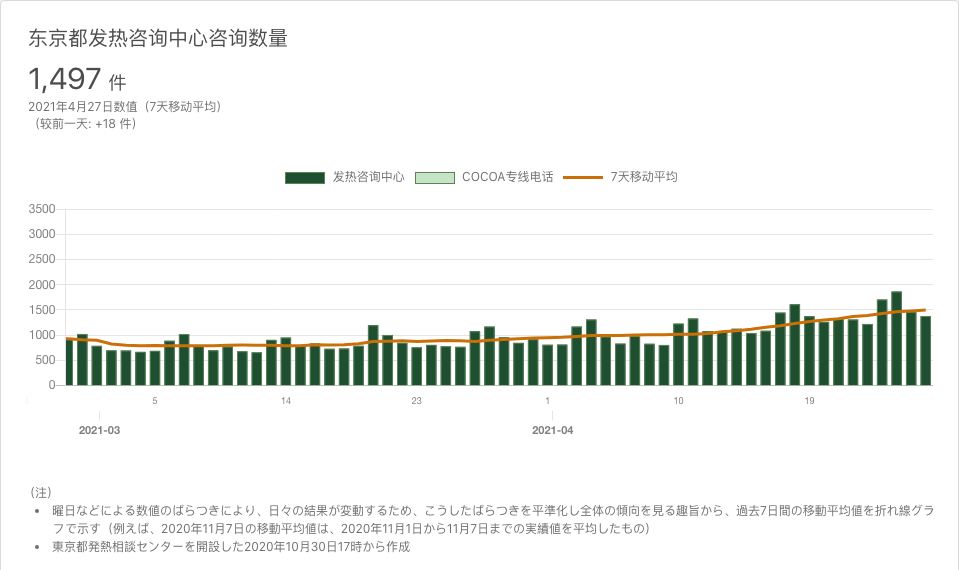 东京都发热咨询中心咨询数量
1,497 件
2021年4月27日数值（7天移动平均）
（较前一天: +18 件）
发热咨询中心 COCOA专线电话 7天移动平均
3500
3000
2500
2000
1500
1000
500
0
5 14 23 1 10 19
2021-03 2021-04
（注）
• 曜日などによる数値のばらつきにより、日々の結果が変動するため、こうしたばらつきを平準化し全体の傾向を見る趣旨から、過去7日間の移動平均値を折れ線グラ
フで示す（例えば、2020年11月7日の移動平均値は、2020年11月1日から11月7日までの実績値を平均したもの）
• 東京都発熱相談センターを開設した2020年10月30日17時から作成